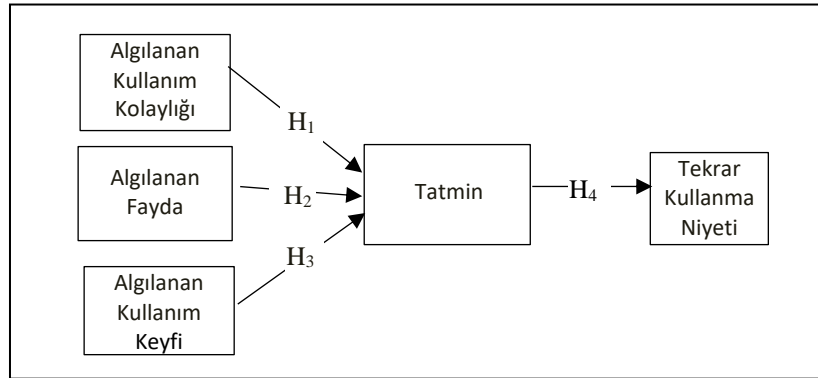 Algılanan
Kullanım
Kolaylığı
H₁
Algılanan
Fayda
H₂
Algılanan
Kullanım
Keyfi
H₃
Tatmin
H₄
Tekrar
Kullanma
Niyeti